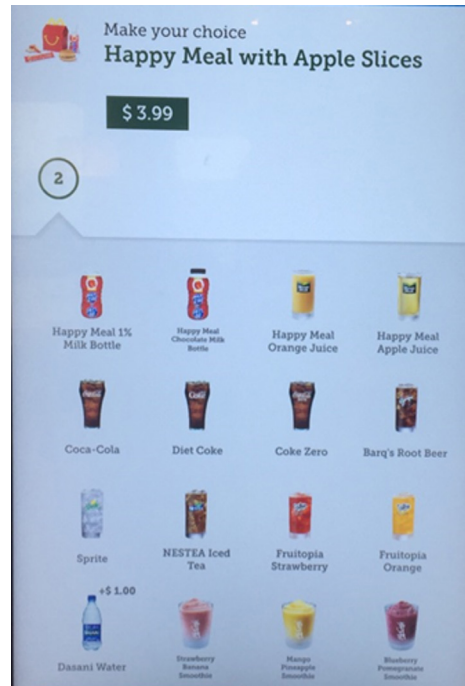 Make your choice
Happy Meal with Apple Slices
$ 3.99
2
Happy Meal 1%
Milk Bottle
Happy Meal
Chocolate Milk
Bottle
Happy Meal
Orange Juice
Happy Meal
Apple Juice
Coca-Cola
Diet Coke
Coke Zero
Barq's Root Beer
Sprite
NESTEA Iced
Tea
Fruitopia
Strawberry
Fruitopia
Orange
+$ 1.00
Dasani Water
Strawberry
Banana
Smoothie
Mango
Pineapple
Smoothie
Blueberry
Pomegranate
Smoothie